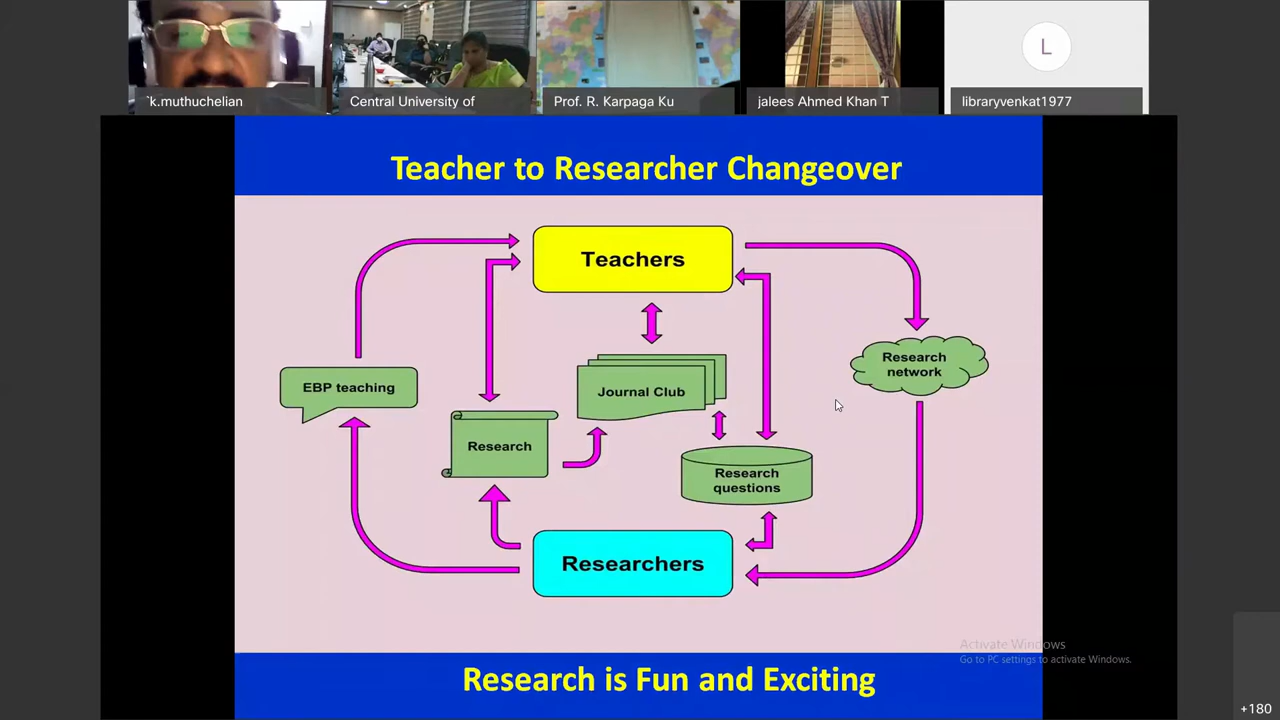 `k.muthuchelian
Central University of
Prof. R. Karpaga Ku
jalees Ahmed Khan T
L
libraryvenkat1977
Teacher to Researcher Changeover
Teachers
Research
network
EBP teaching
Journal Club
Research
Research
questions
Researchers
Activate Windows
Go to PC settings to activate Windows.
Research is Fun and Exciting
+180